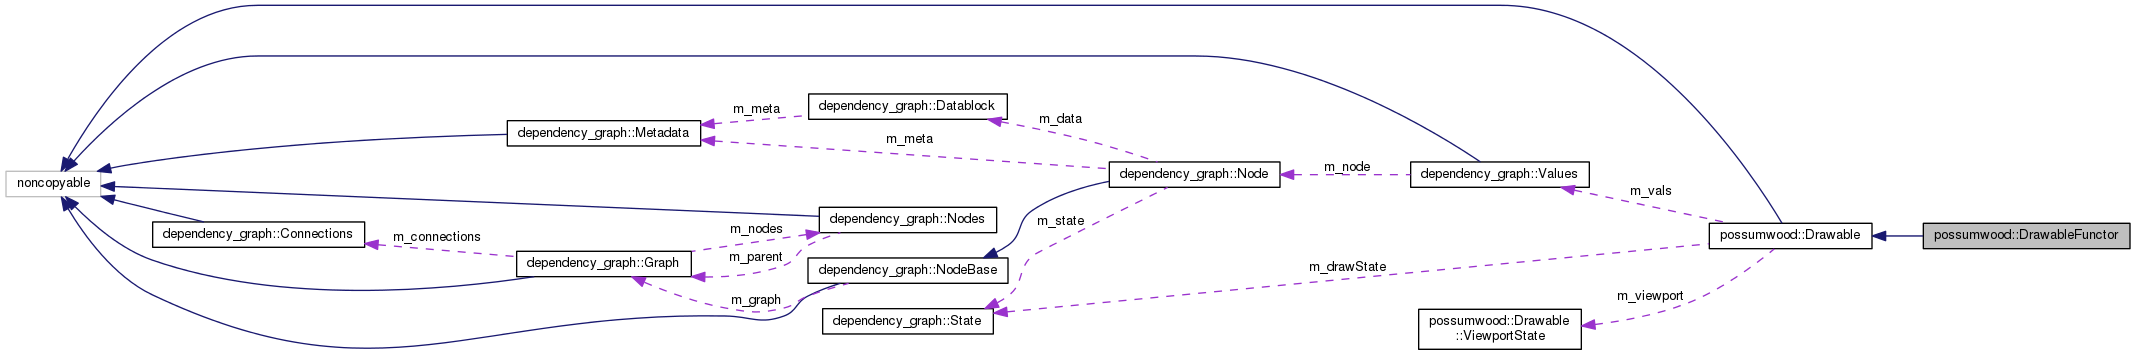 m_meta
dependency_graph::Datablock
m_data
dependency_graph::Metadata
m_meta
m_node
dependency_graph::Node
dependency_graph::Values
noncopyable
m_vals
m_state
dependency_graph::Nodes
dependency_graph::Connections
m_connections
m_nodes
possumwood::Drawable
possumwood::DrawableFunctor
m_parent
dependency_graph::Graph
dependency_graph::NodeBase
m_drawState
m_graph
m_viewport
dependency_graph::State
possumwood::Drawable
::ViewportState